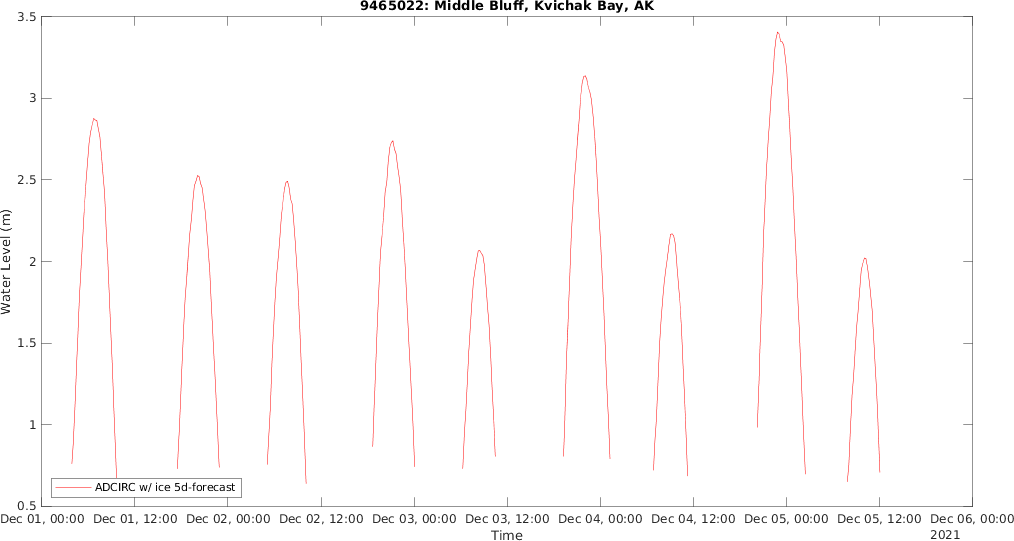 9465022: Middle Bluff, Kvichak Bay, AK
3.5
3
2.5
2
1.5
1
0.5
Water Level (m)
ADCIRC w/ ice 5d-forecast
Dec 01, 00:00 Dec 01, 12:00 Dec 02, 00:00 Dec 02, 12:00 Dec 03, 00:00 Dec 03, 12:00 Dec 04, 00:00 Dec 04, 12:00 Dec 05, 00:00 Dec 05, 12:00 Dec 06, 00:00
Time
2021